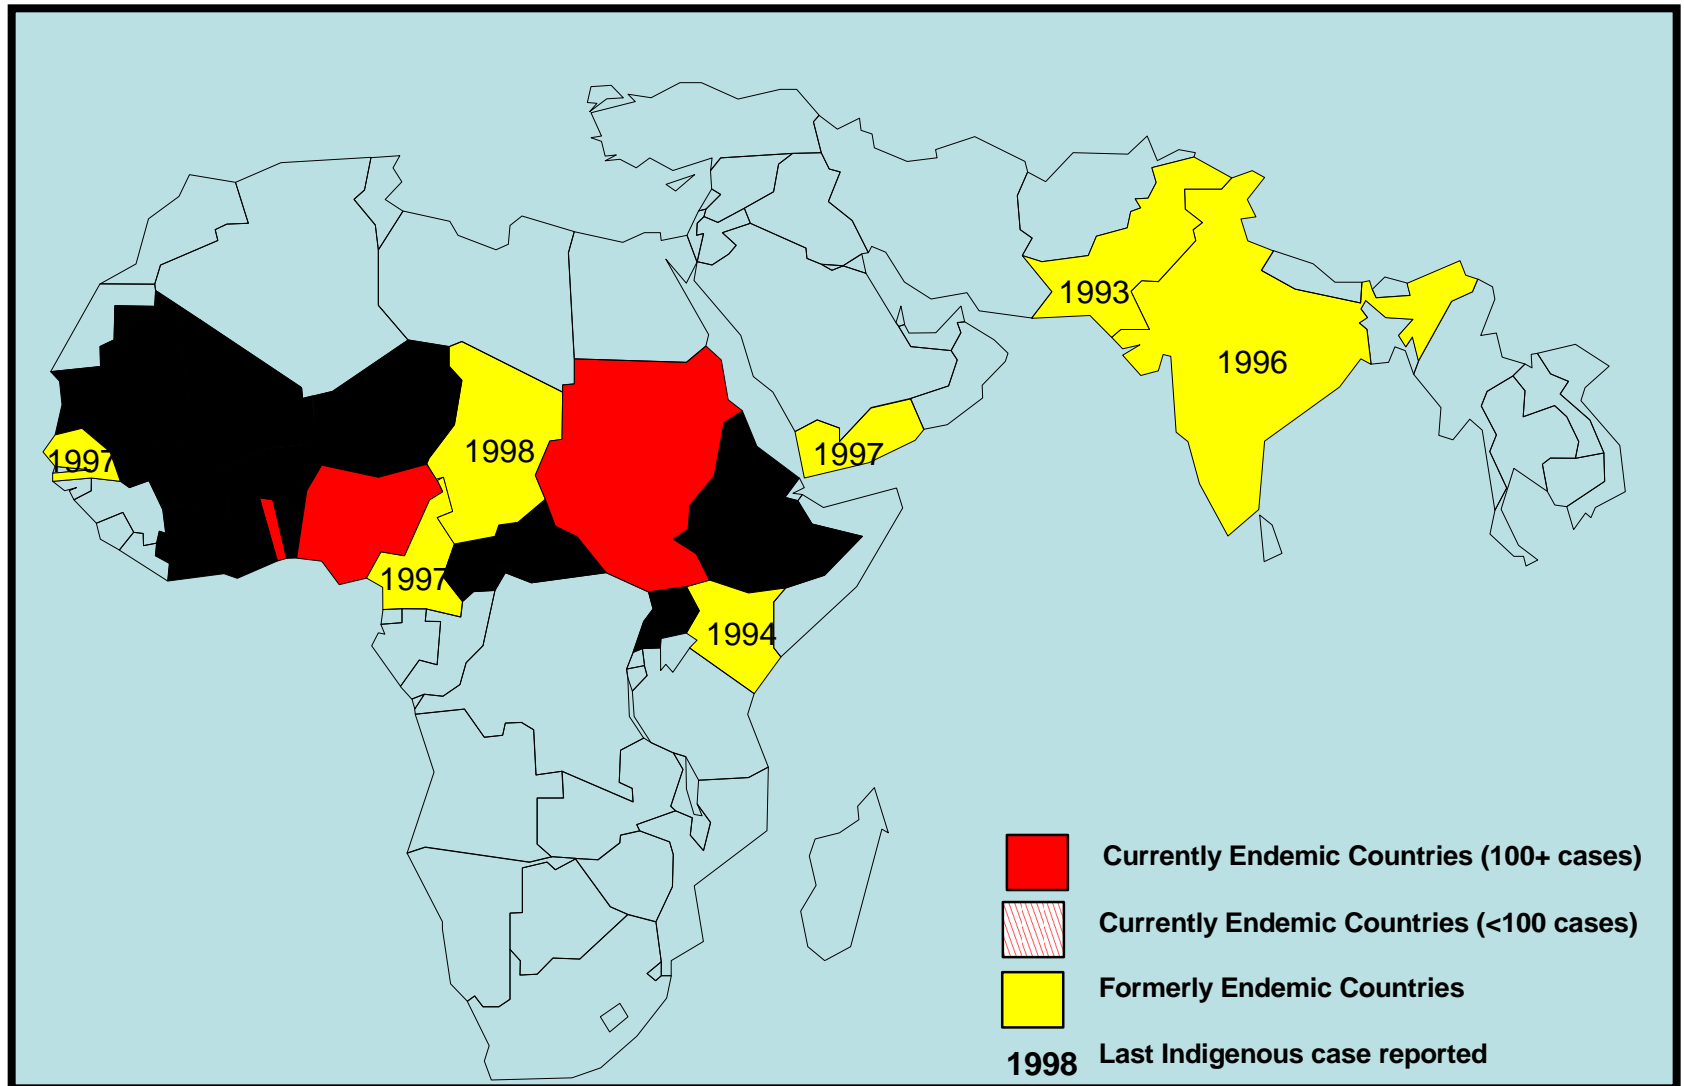 1993
1996
1998
1997
1997
1997
1994
Currently Endemic Countries (100+ cases)
Currently Endemic Countries (<100 cases)
Formerly Endemic Countries
1998 Last Indigenous case reported